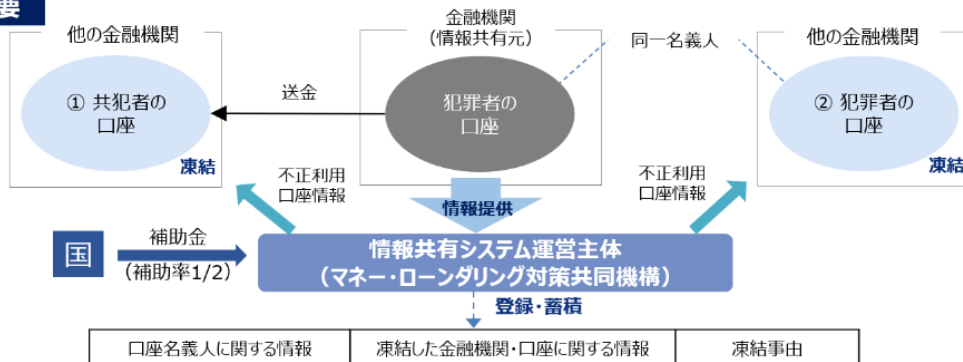 要
他の金融機関
金融機関
(情報共有元)
同一名義人
他の金融機関
① 共犯者の
口座
送金
犯罪者の
口座
② 犯罪者の
口座
凍結
凍結
不正利用
口座情報
情報提供
不正利用
口座情報
国
補助金
(補助率1/2)
情報共有システム運営主体
(マネー・ローンダリング対策共同機構)
登録・蓄積
口座名義人に関する情報
凍結した金融機関・口座に関する情報
凍結事由